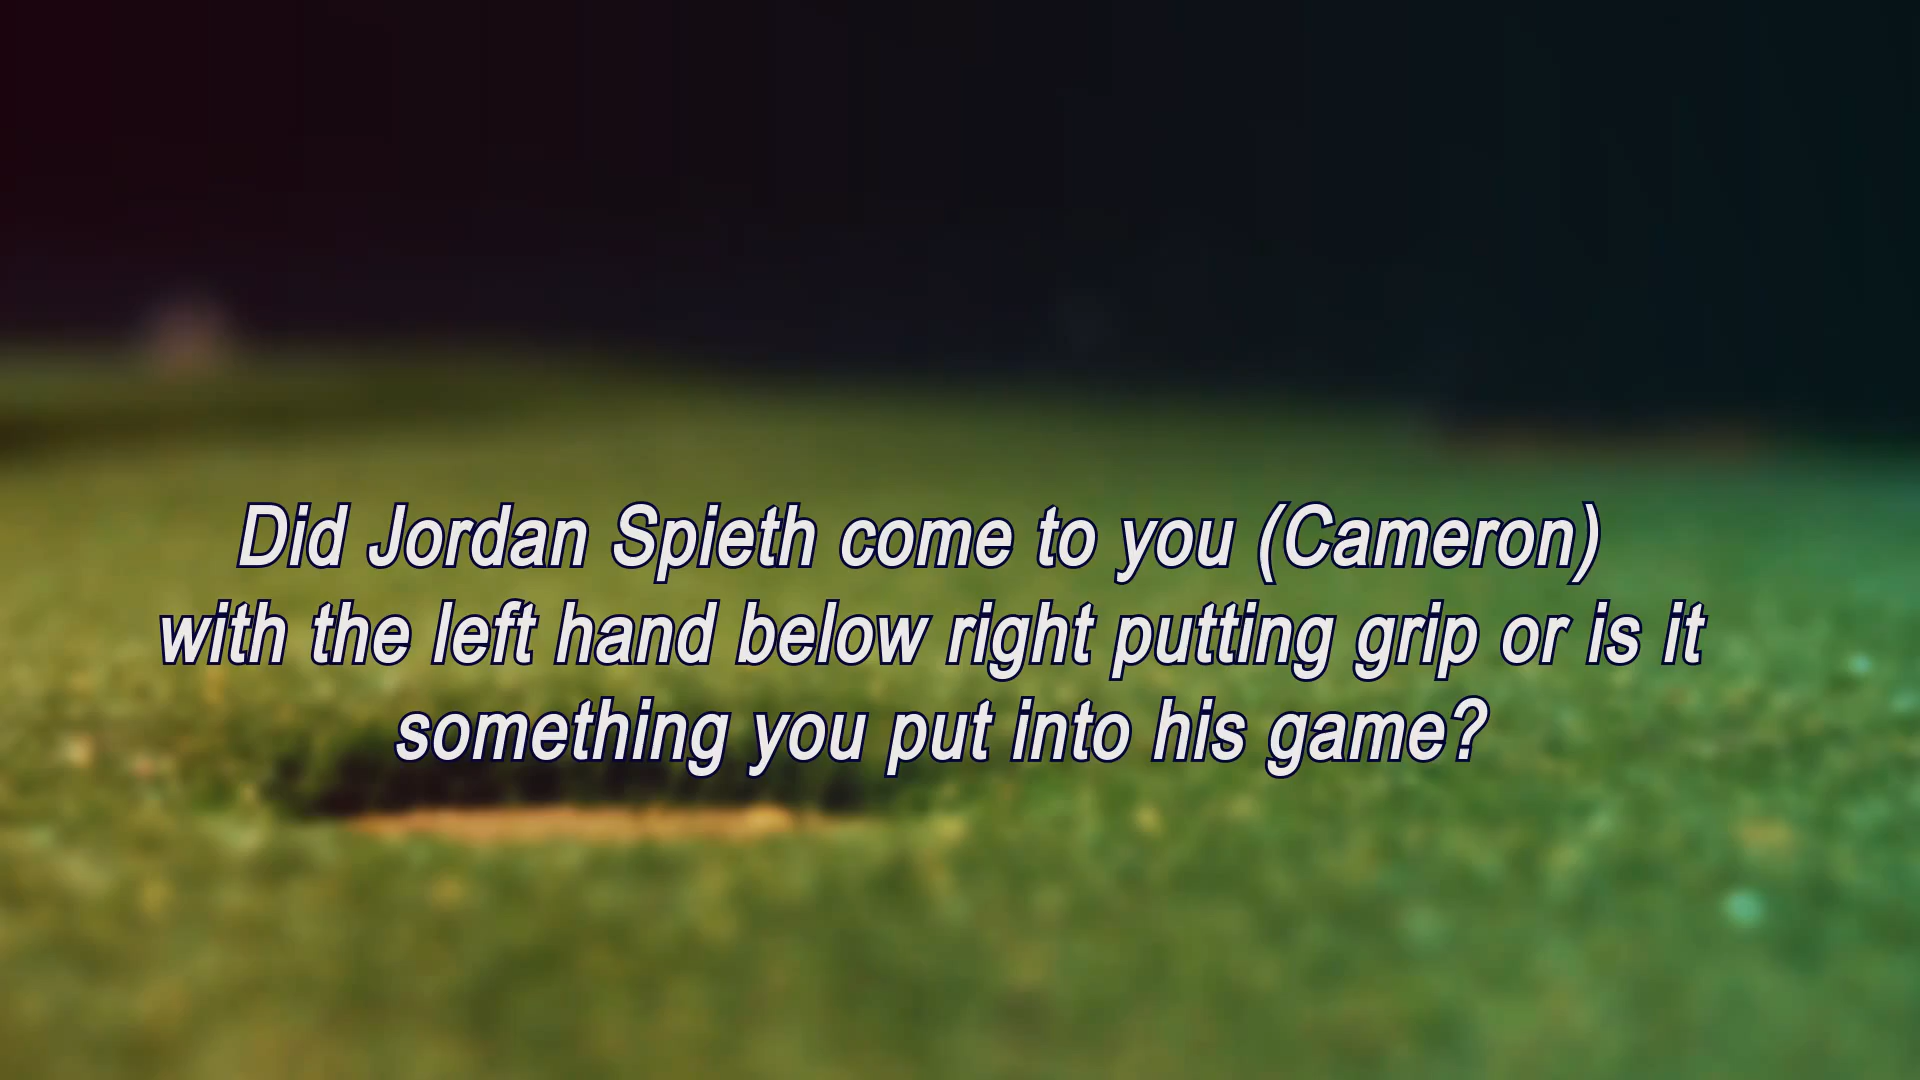 Did Jordan Spieth come to you (Cameron)
with the left hand below right putting grip or is it
something you put into his game?